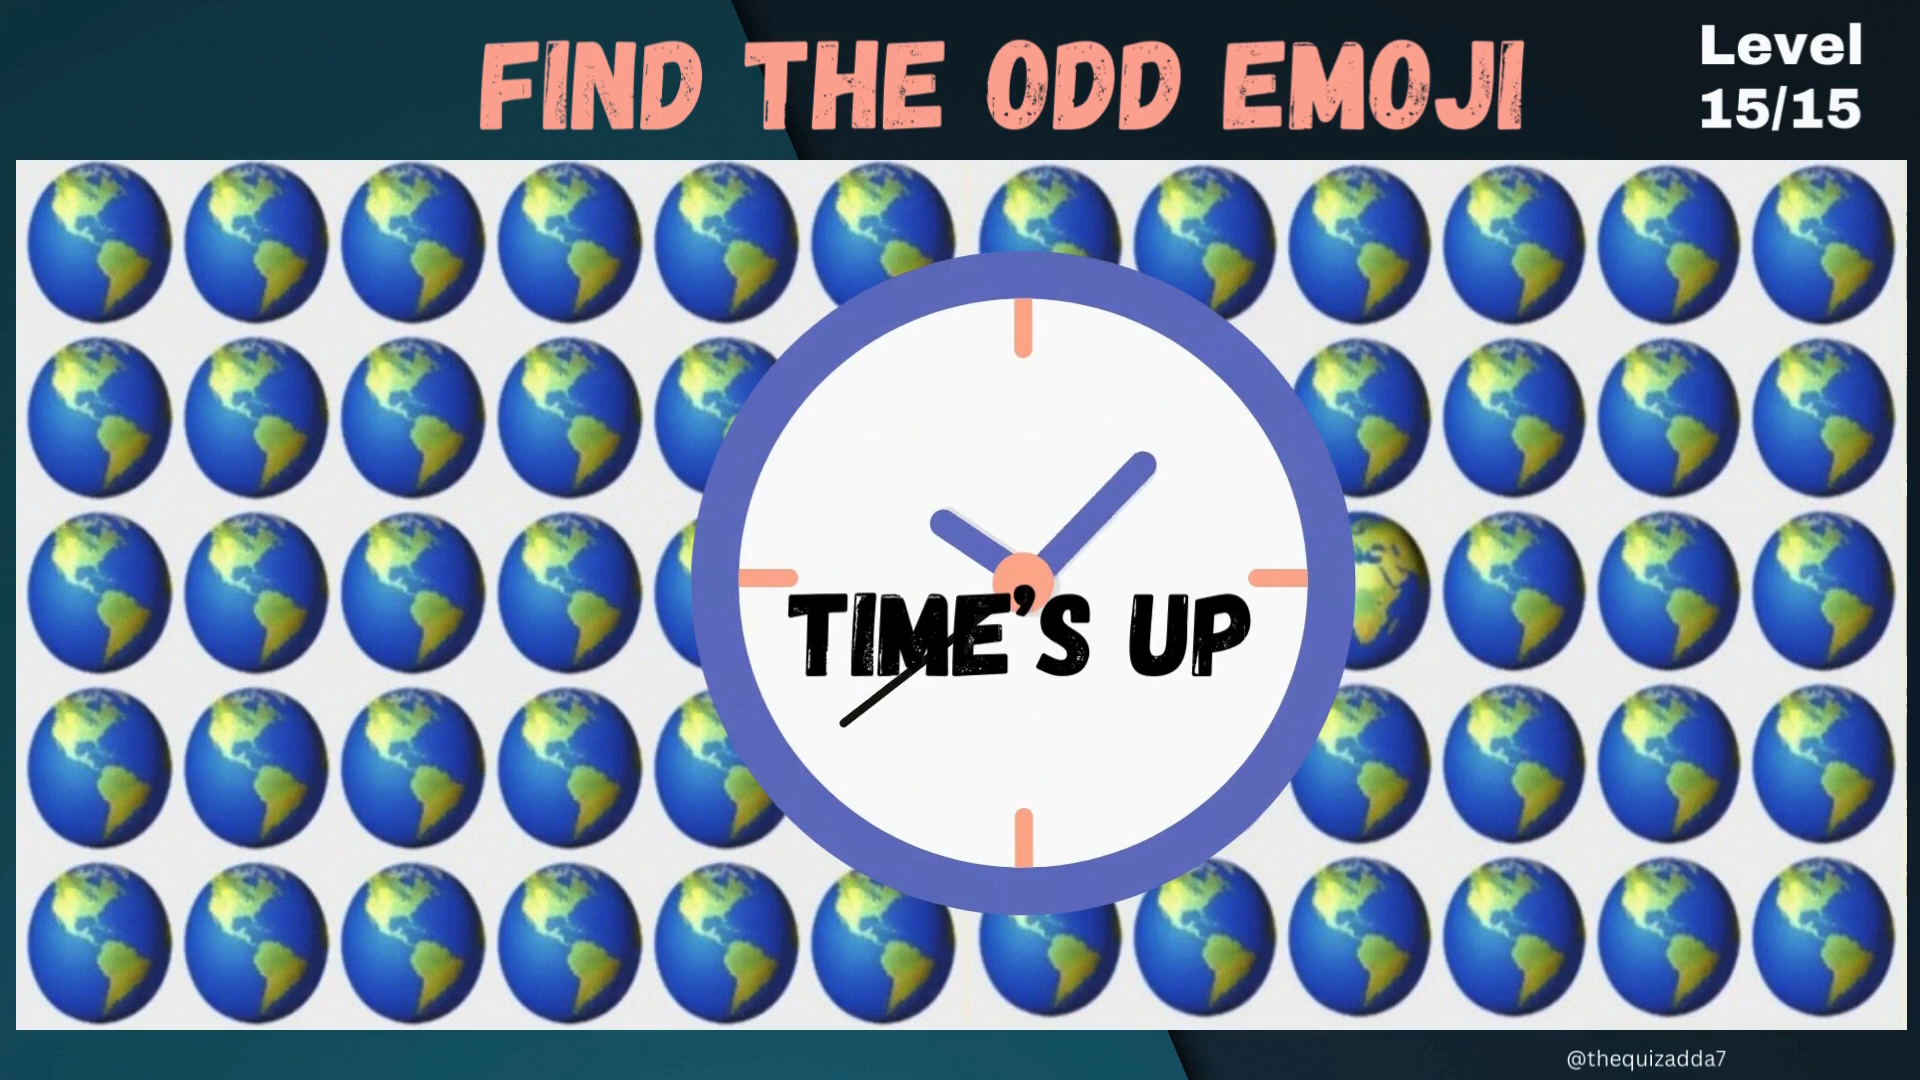 FIND THE ODD EMOJI
Level
15/15
TIME'S UP
@thequizadda7